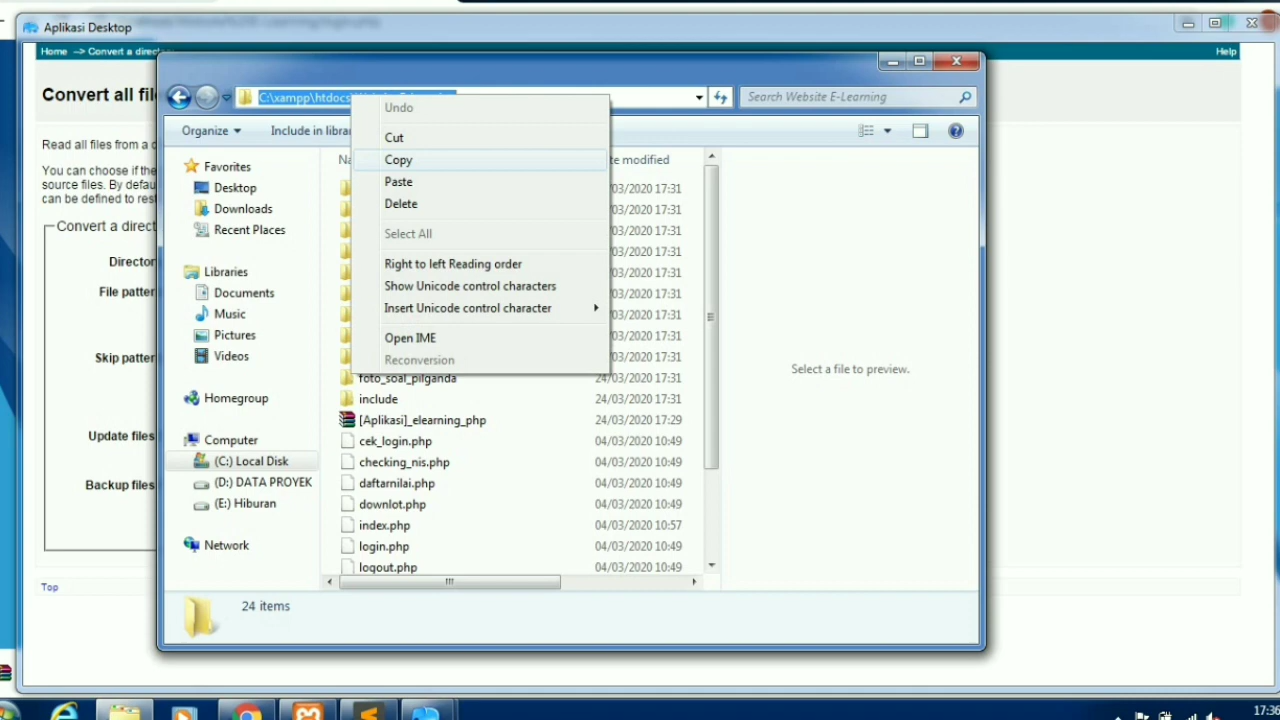 Aplikasi Desktop
Home --> Convert a direc
Help
Convert all fil
Read all files from a
You can choose if the
source files. By defau
can be defined to res
Convert a direct
Director
File patter
Skip patter
Update files
Backup files
Top
C:\xampp\htdocs
Search Website E-Learning
Organize
Include in libra
Undo
Cut
Copy
Paste
Delete
Select All
Right to left Reading order
Show Unicode control characters
Insert Unicode control character
Open IME
Reconversion
Favorites
Desktop
Downloads
Recent Places
Libraries
Documents
Music
Pictures
Videos
Homegroup
Computer
(C:) Local Disk
(D:) DATA PROYEK
(E:) Hiburan
Network
Na
te modified
/03/2020 17:31
/03/2020 17:31
/03/2020 17:31
/03/2020 17:31
/03/2020 17:31
/03/2020 17:31
/03/2020 17:31
/03/2020 17:31
/03/2020 17:31
foto_soal_pilganda 24/03/2020 17:31
include 24/03/2020 17:31
[Aplikasi]_elearning_php 24/03/2020 17:29
cek_login.php 04/03/2020 10:49
checking_nis.php 04/03/2020 10:49
daftarnilai.php 04/03/2020 10:49
downlot.php 04/03/2020 10:49
index.php 04/03/2020 10:57
login.php 04/03/2020 10:49
logout.php 04/03/2020 10:49
Select a file to preview.
24 items
17:36